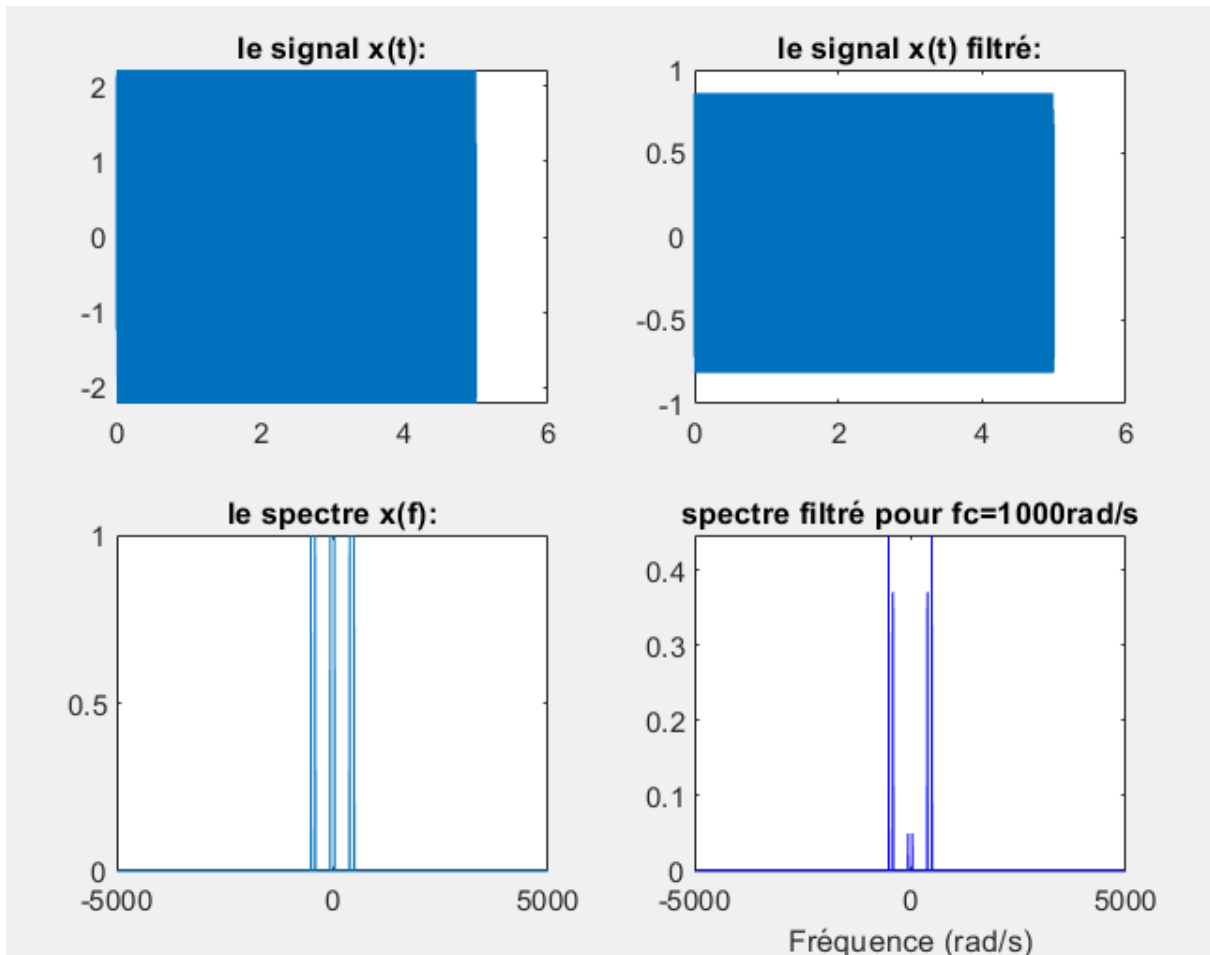 le signal x(t):
2
1
0
-1
-2
0 2 4 6
le signal x(t) filtré:
1
0.5
0
-0.5
-1
0 2 4 6
le spectre x(f):
1
0.5
0
-5000 0 5000
spectre filtré pour fc=1000rad/s
0.4
0.3
0.2
0.1
0
-5000 0 5000
Fréquence (rad/s)